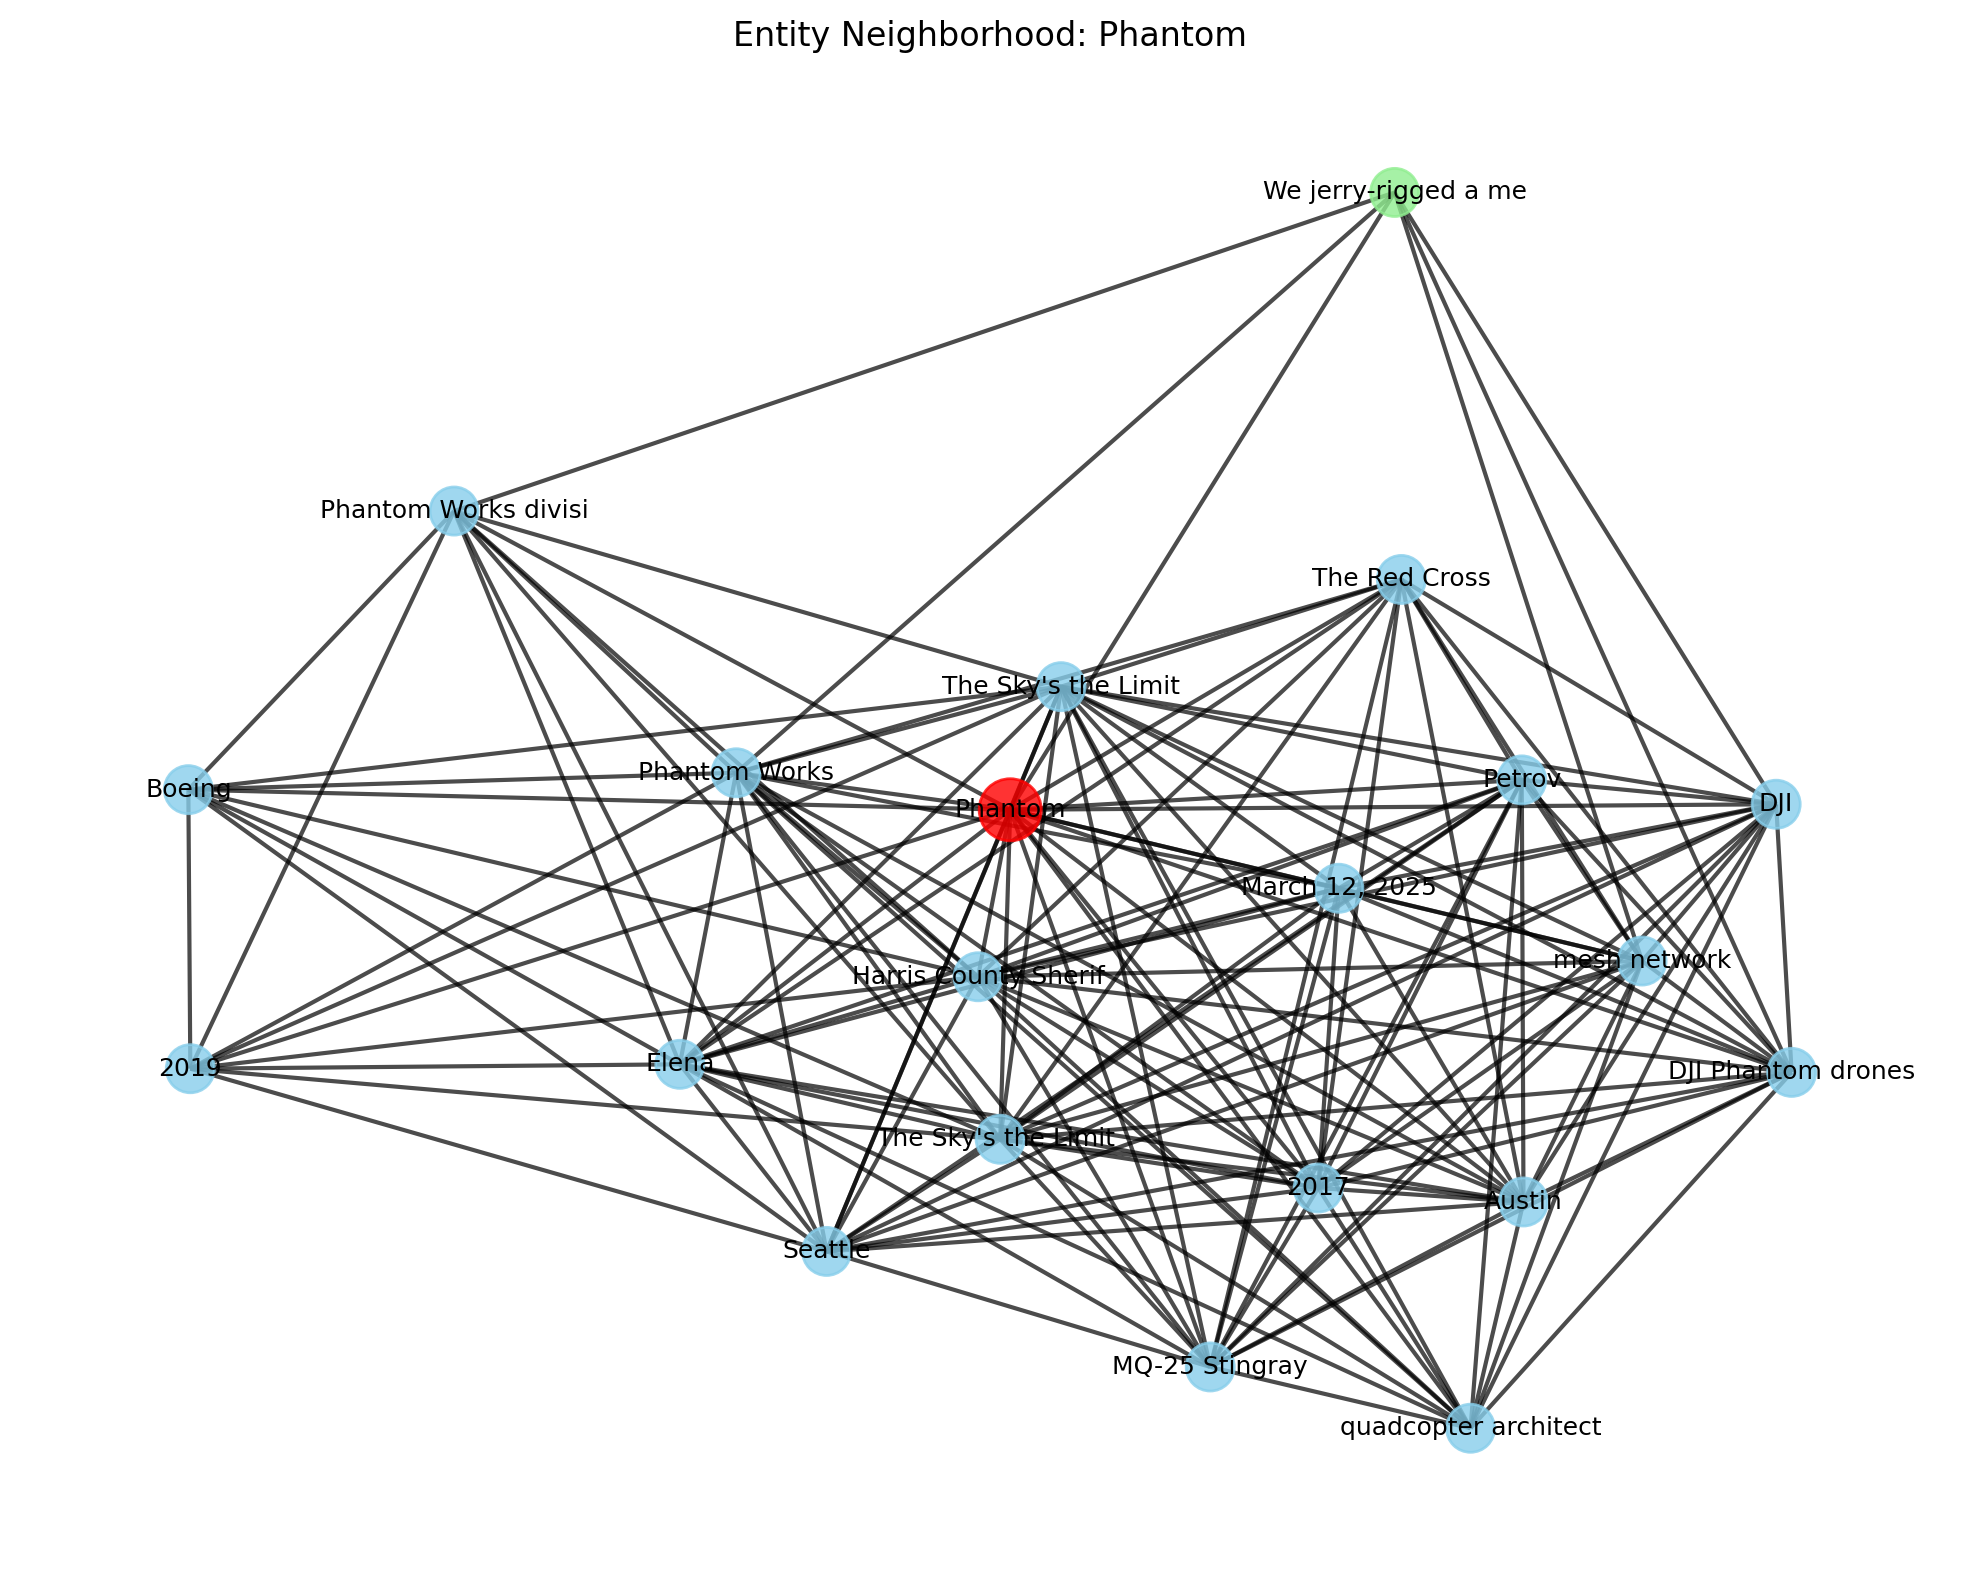 Entity Neighborhood: Phantom
We jerry-rigged a me
Phantom Works divisi
The Red Cross
The Sky's the Limit
Phantom Works
Petrov
Boeing
DJI
Phantom
March 12, 2025
mesh network
Harris County Sherif
Elena
2019
DJI Phantom drones
The Sky's the Limit
2017
Austin
Seattle
MQ-25 Stingray
quadcopter architect